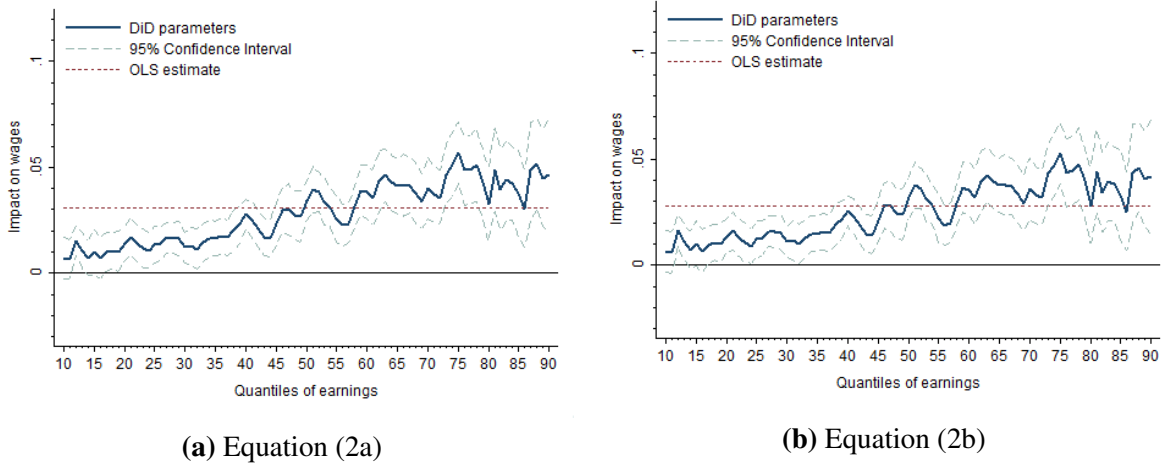 DiD parameters
95% Confidence Interval
OLS estimate
Impact on wages
.1
.05
0
10 15 20 25 30 35 40 45 50 55 60 65 70 75 80 85 90
Quantiles of earnings
(a) Equation (2a)
DiD parameters
95% Confidence Interval
OLS estimate
Impact on wages
.1
.05
0
10 15 20 25 30 35 40 45 50 55 60 65 70 75 80 85 90
Quantiles of earnings
(b) Equation (2b)